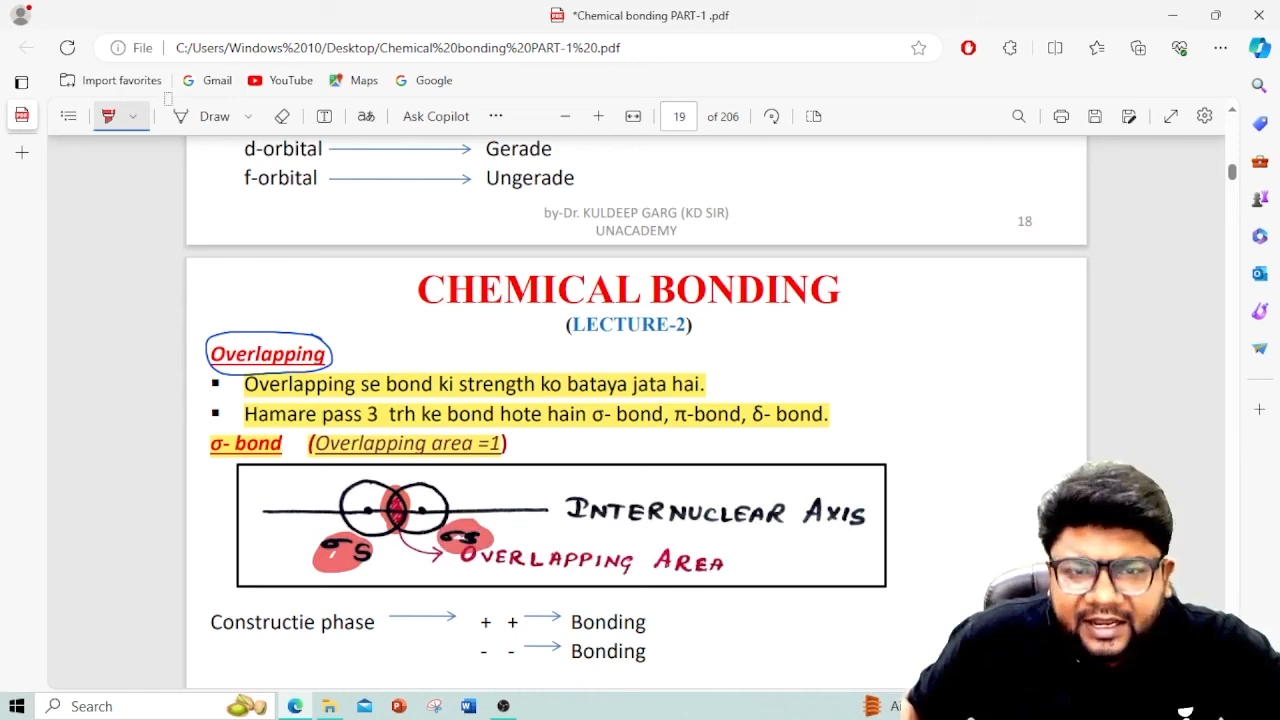 *Chemical bonding PART-1 .pdf
File C:/Users/Windows%2010/Desktop/Chemical%20bonding%20PART-1%20.pdf
Import favorites Gmail YouTube Maps Google
Draw aあ Ask Copilot 19 of 206
d-orbital Gerade
f-orbital Ungerade
by-Dr. KULDEEP GARG (KD SIR)
UNACADEMY
18
CHEMICAL BONDING
(LECTURE-2)
Overlapping
Overlapping se bond ki strength ko bataya jata hai.
Hamare pass 3 trh ke bond hote hain σ- bond, π-bond, δ- bond.
σ- bond (Overlapping area =1)
INTERNUCLEAR AXIS
σs σs
OVERLAPPING AREA
Constructie phase + + Bonding
- - Bonding
Search